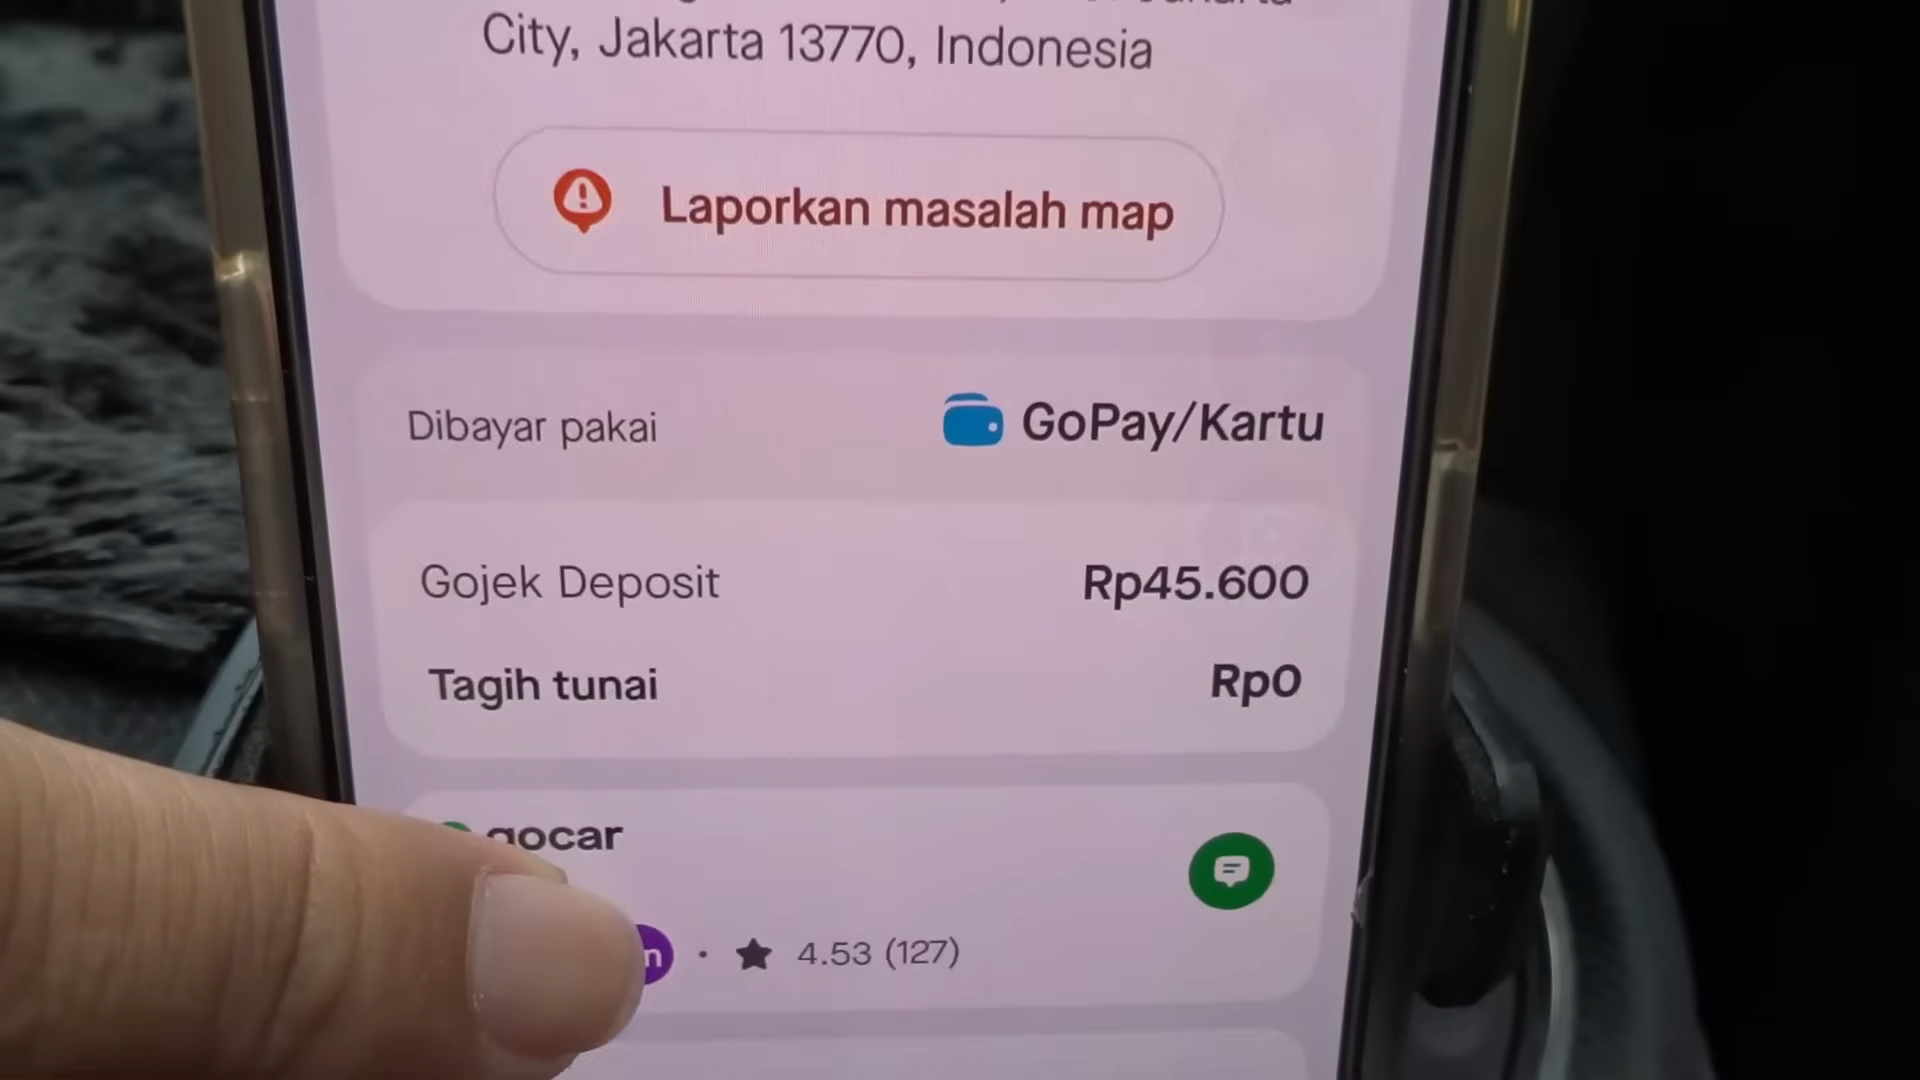 City, Jakarta 13770, Indonesia
Laporkan masalah map
Dibayar pakai GoPay/Kartu
Gojek Deposit Rp45.600
Tagih tunai Rp0
gocar
4.53 (127)